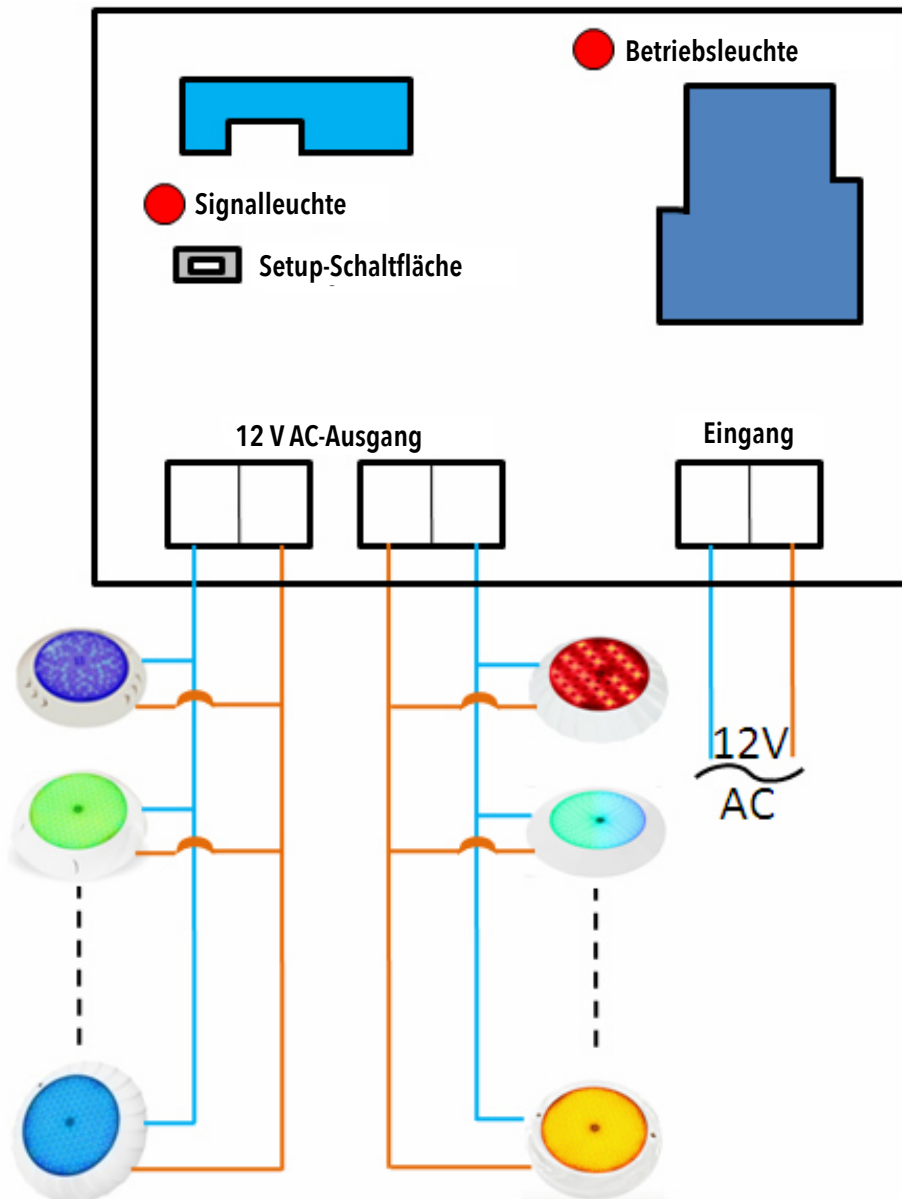 Betriebsleuchte
Signalleuchte
Setup-Schaltfläche
12 V AC-Ausgang
Eingang
12V
AC